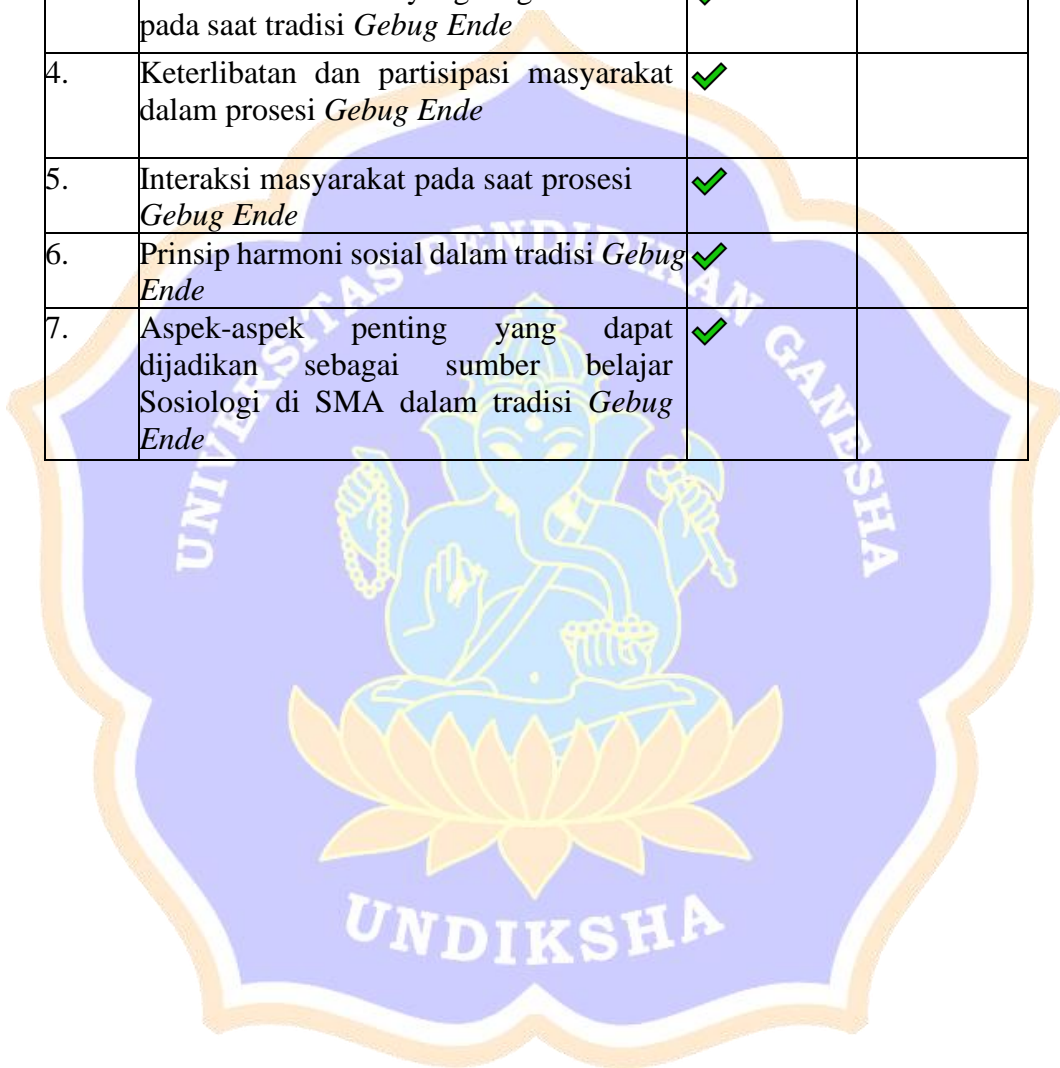 pada saat tradisi Gebug Ende
4. Keterlibatan dan partisipasi masyarakat
dalam prosesi Gebug Ende
5. Interaksi masyarakat pada saat prosesi
Gebug Ende
6. Prinsip harmoni sosial dalam tradisi Gebug
Ende
7. Aspek-aspek penting yang dapat
dijadikan sebagai sumber belajar
Sosiologi di SMA dalam tradisi Gebug
Ende
UNIVERSITAS PENDIDIKAN GANESHA
UNDIKSHA